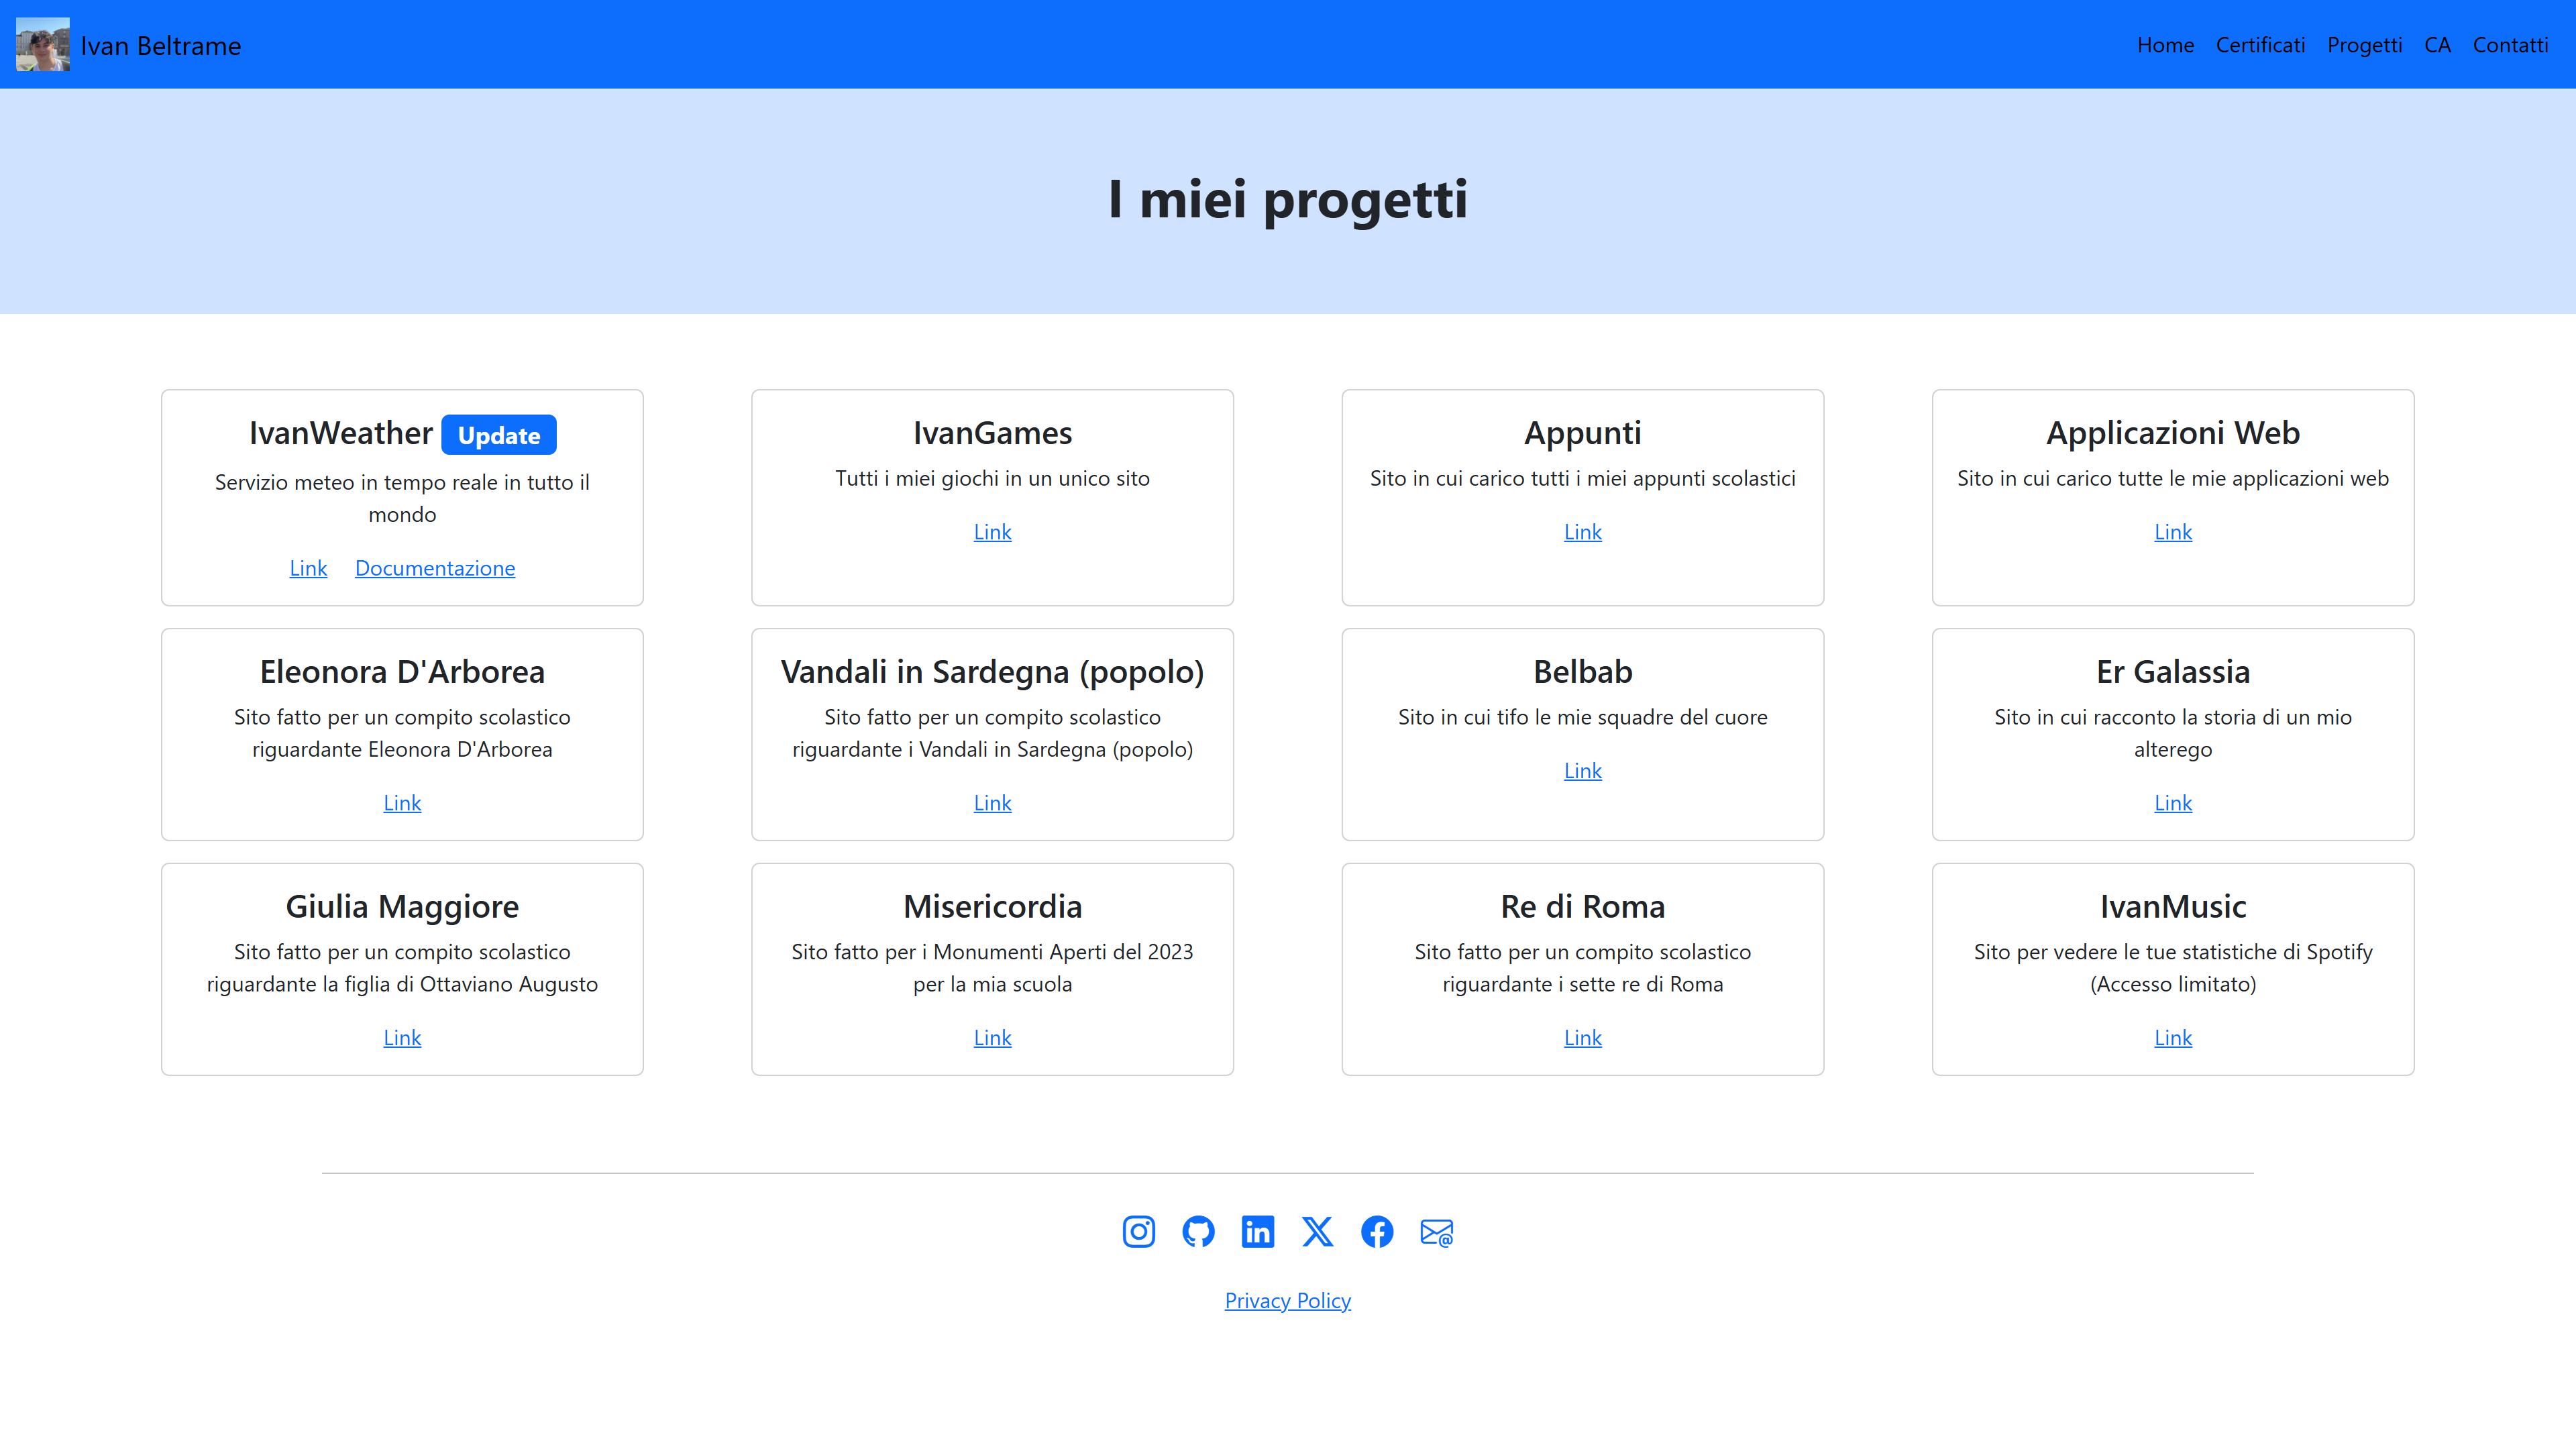 Ivan Beltrame
Home Certificati Progetti CA Contatti
I miei progetti
IvanWeather Update
Servizio meteo in tempo reale in tutto il
mondo
Link Documentazione
IvanGames
Tutti i miei giochi in un unico sito
Link
Appunti
Sito in cui carico tutti i miei appunti scolastici
Link
Applicazioni Web
Sito in cui carico tutte le mie applicazioni web
Link
Eleonora D'Arborea
Sito fatto per un compito scolastico
riguardante Eleonora D'Arborea
Link
Vandali in Sardegna (popolo)
Sito fatto per un compito scolastico
riguardante i Vandali in Sardegna (popolo)
Link
Belbab
Sito in cui tifo le mie squadre del cuore
Link
Er Galassia
Sito in cui racconto la storia di un mio
alterego
Link
Giulia Maggiore
Sito fatto per un compito scolastico
riguardante la figlia di Ottaviano Augusto
Link
Misericordia
Sito fatto per i Monumenti Aperti del 2023
per la mia scuola
Link
Re di Roma
Sito fatto per un compito scolastico
riguardante i sette re di Roma
Link
IvanMusic
Sito per vedere le tue statistiche di Spotify
(Accesso limitato)
Link
Privacy Policy